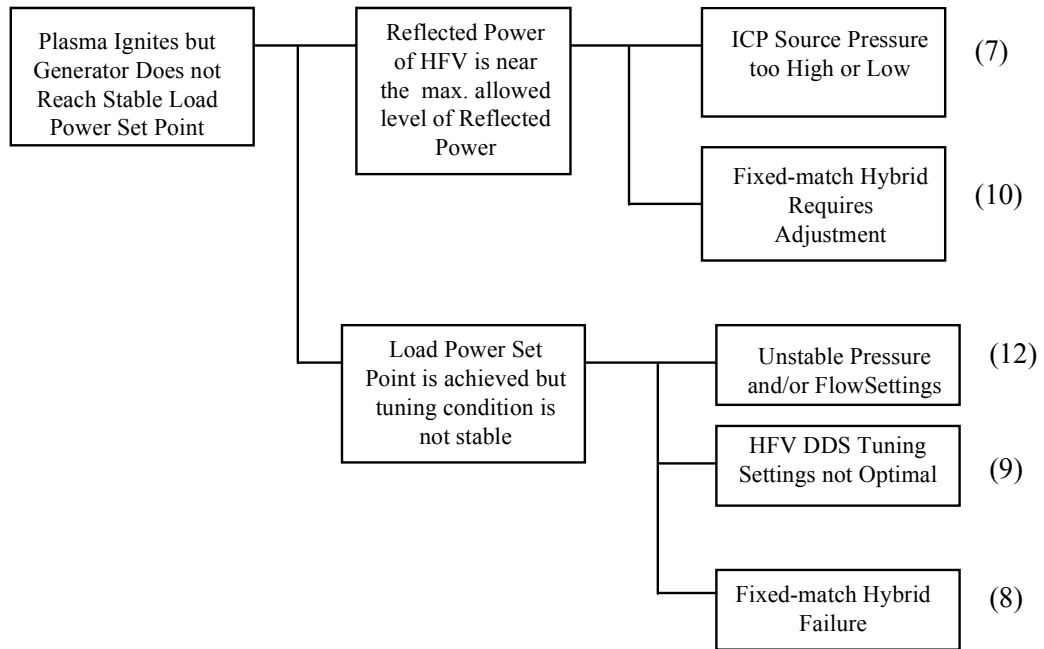 Plasma Ignites but
Generator Does not
Reach Stable Load
Power Set Point
Reflected Power
of HFV is near
the max. allowed
level of Reflected
Power
ICP Source Pressure
too High or Low
(7)
Fixed-match Hybrid
Requires
Adjustment
(10)
Load Power Set
Point is achieved but
tuning condition is
not stable
Unstable Pressure
and/or FlowSettings
(12)
HFV DDS Tuning
Settings not Optimal
(9)
Fixed-match Hybrid
Failure
(8)